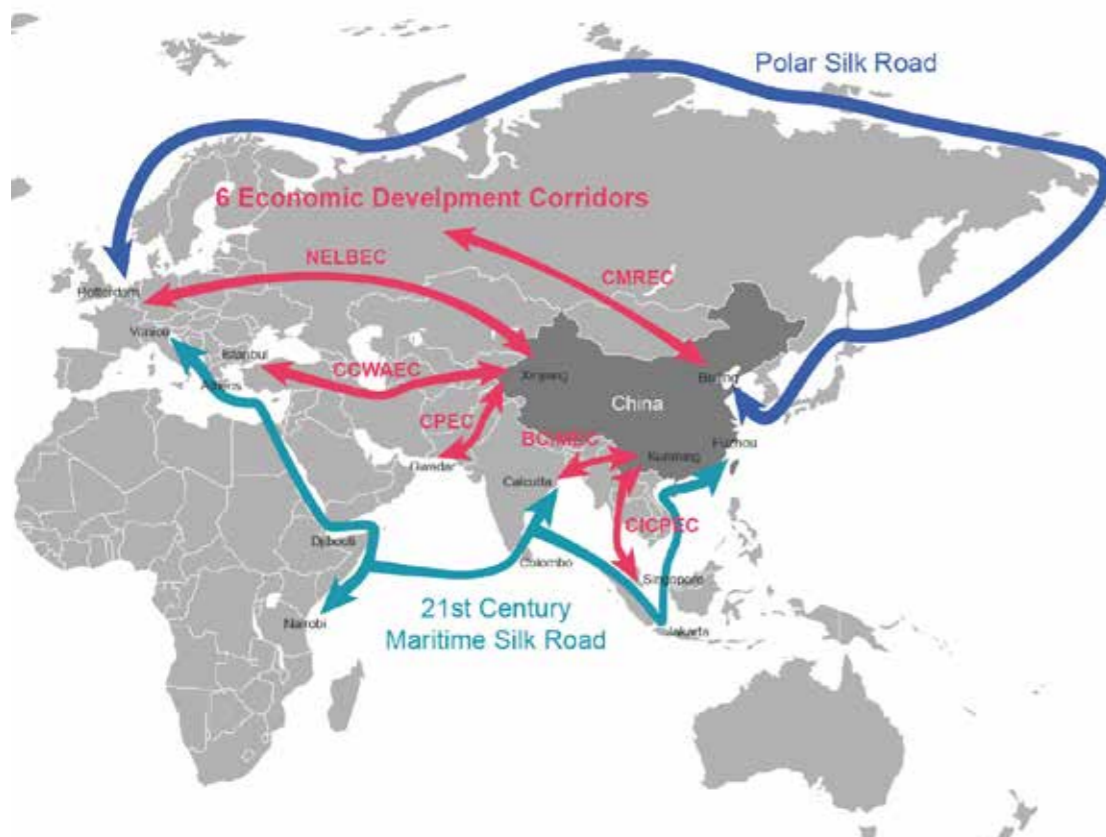 Polar Silk Road
6 Economic Develpment Corridors
NELBEC
CMREC
Rotterdam
Venice
Istanbul
CCWAEC
Athens
Xinjiang
Beijing
China
CPEC
BCIMEC
Fuzhou
Kunming
Gwadar
Calcutta
CICPEC
Djibouti
Colombo
Singapore
Nairobi
21st Century
Maritime Silk Road
Jakarta